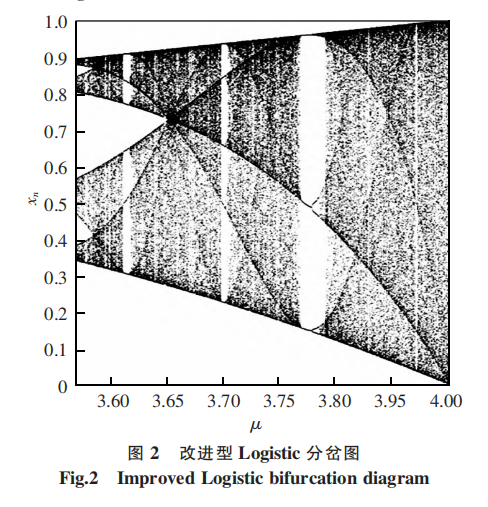 1.0
0.9
0.8
0.7
0.6
0.5
0.4
0.3
0.2
0.1
0
xn
3.60 3.65 3.70 3.75 3.80 3.95 4.00
μ
图 2 改进型 Logistic 分岔图
Fig.2 Improved Logistic bifurcation diagram